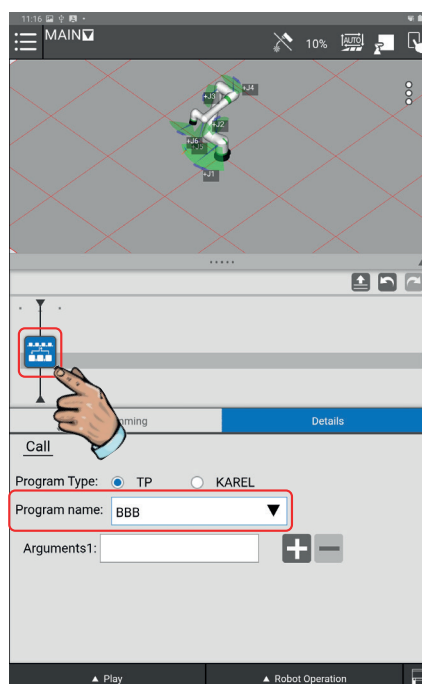 11:16
MAIN
10% AUTO
+J4
+J3
+J2
+J6
+J1
Details
Call
Program Type: TP KAREL
Program name: BBB
Arguments1:
▲ Play ▲ Robot Operation